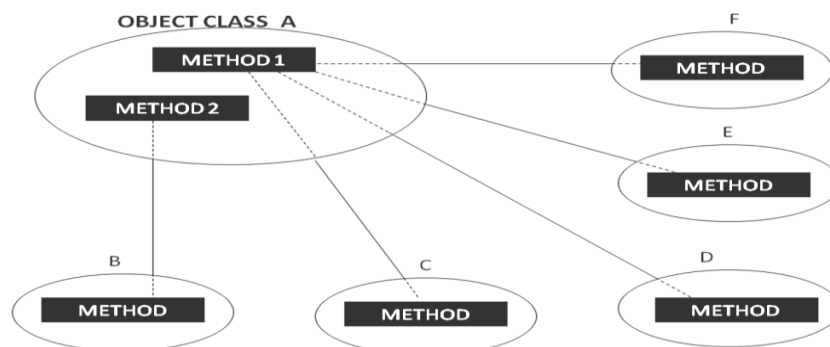 OBJECT CLASS A
METHOD 1
METHOD 2
F
METHOD
E
METHOD
D
METHOD
C
METHOD
B
METHOD